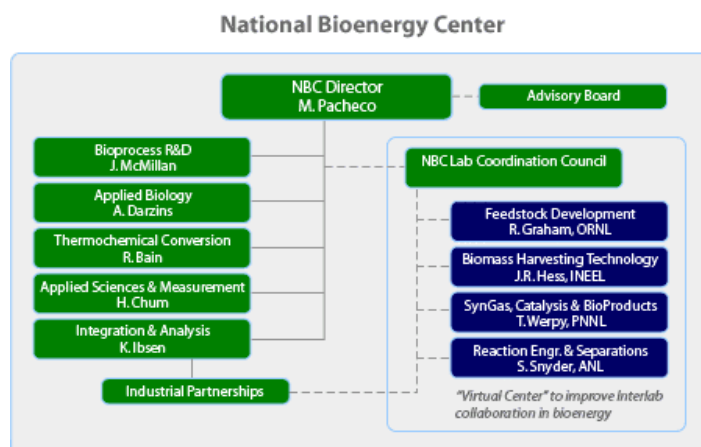 National Bioenergy Center
NBC Director
M. Pacheco
Advisory Board
Bioprocess R&D
J. McMillan
Applied Biology
A. Darzins
Thermochemical Conversion
R. Bain
Applied Sciences & Measurement
H. Chum
Integration & Analysis
K. Ibsen
Industrial Partnerships
NBC Lab Coordination Council
Feedstock Development
R. Graham, ORNL
Biomass Harvesting Technology
J.R. Hess, INEEL
SynGas, Catalysis & BioProducts
T. Werpy, PNNL
Reaction Engr. & Separations
S. Snyder, ANL
"Virtual Center" to improve Interlab
collaboration in bioenergy